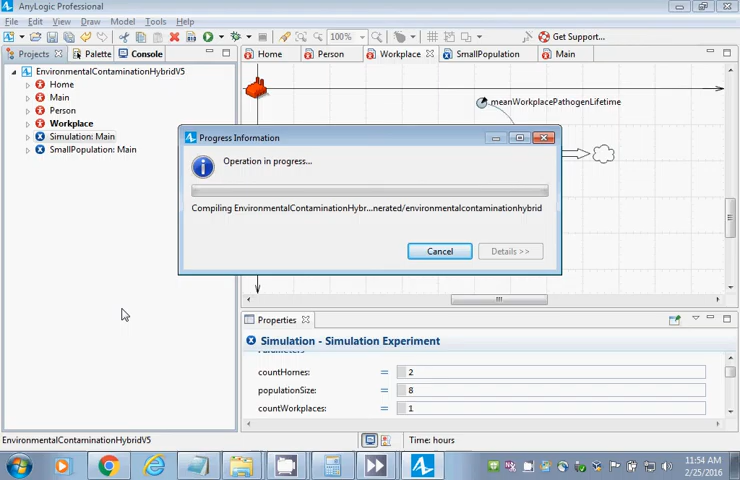 AnyLogic Professional
File Edit View Draw Model Tools Help
100% Get Support...
Projects Palette Console
Home Person Workplace SmallPopulation Main
EnvironmentalContaminationHybridV5
Home
Main
Person
Workplace
Simulation: Main
SmallPopulation: Main
meanWorkplacePathogenLifetime
Progress Information
Operation in progress...
Compiling EnvironmentalContaminationHybr...nerated/environmentalcontaminationhybrid
Cancel Details >>
Properties
Simulation - Simulation Experiment
Parameters
countHomes = 2
populationSize: = 8
countWorkplaces: = 1
EnvironmentalContaminationHybridV5 Time: hours
11:54 AM
2/25/2016